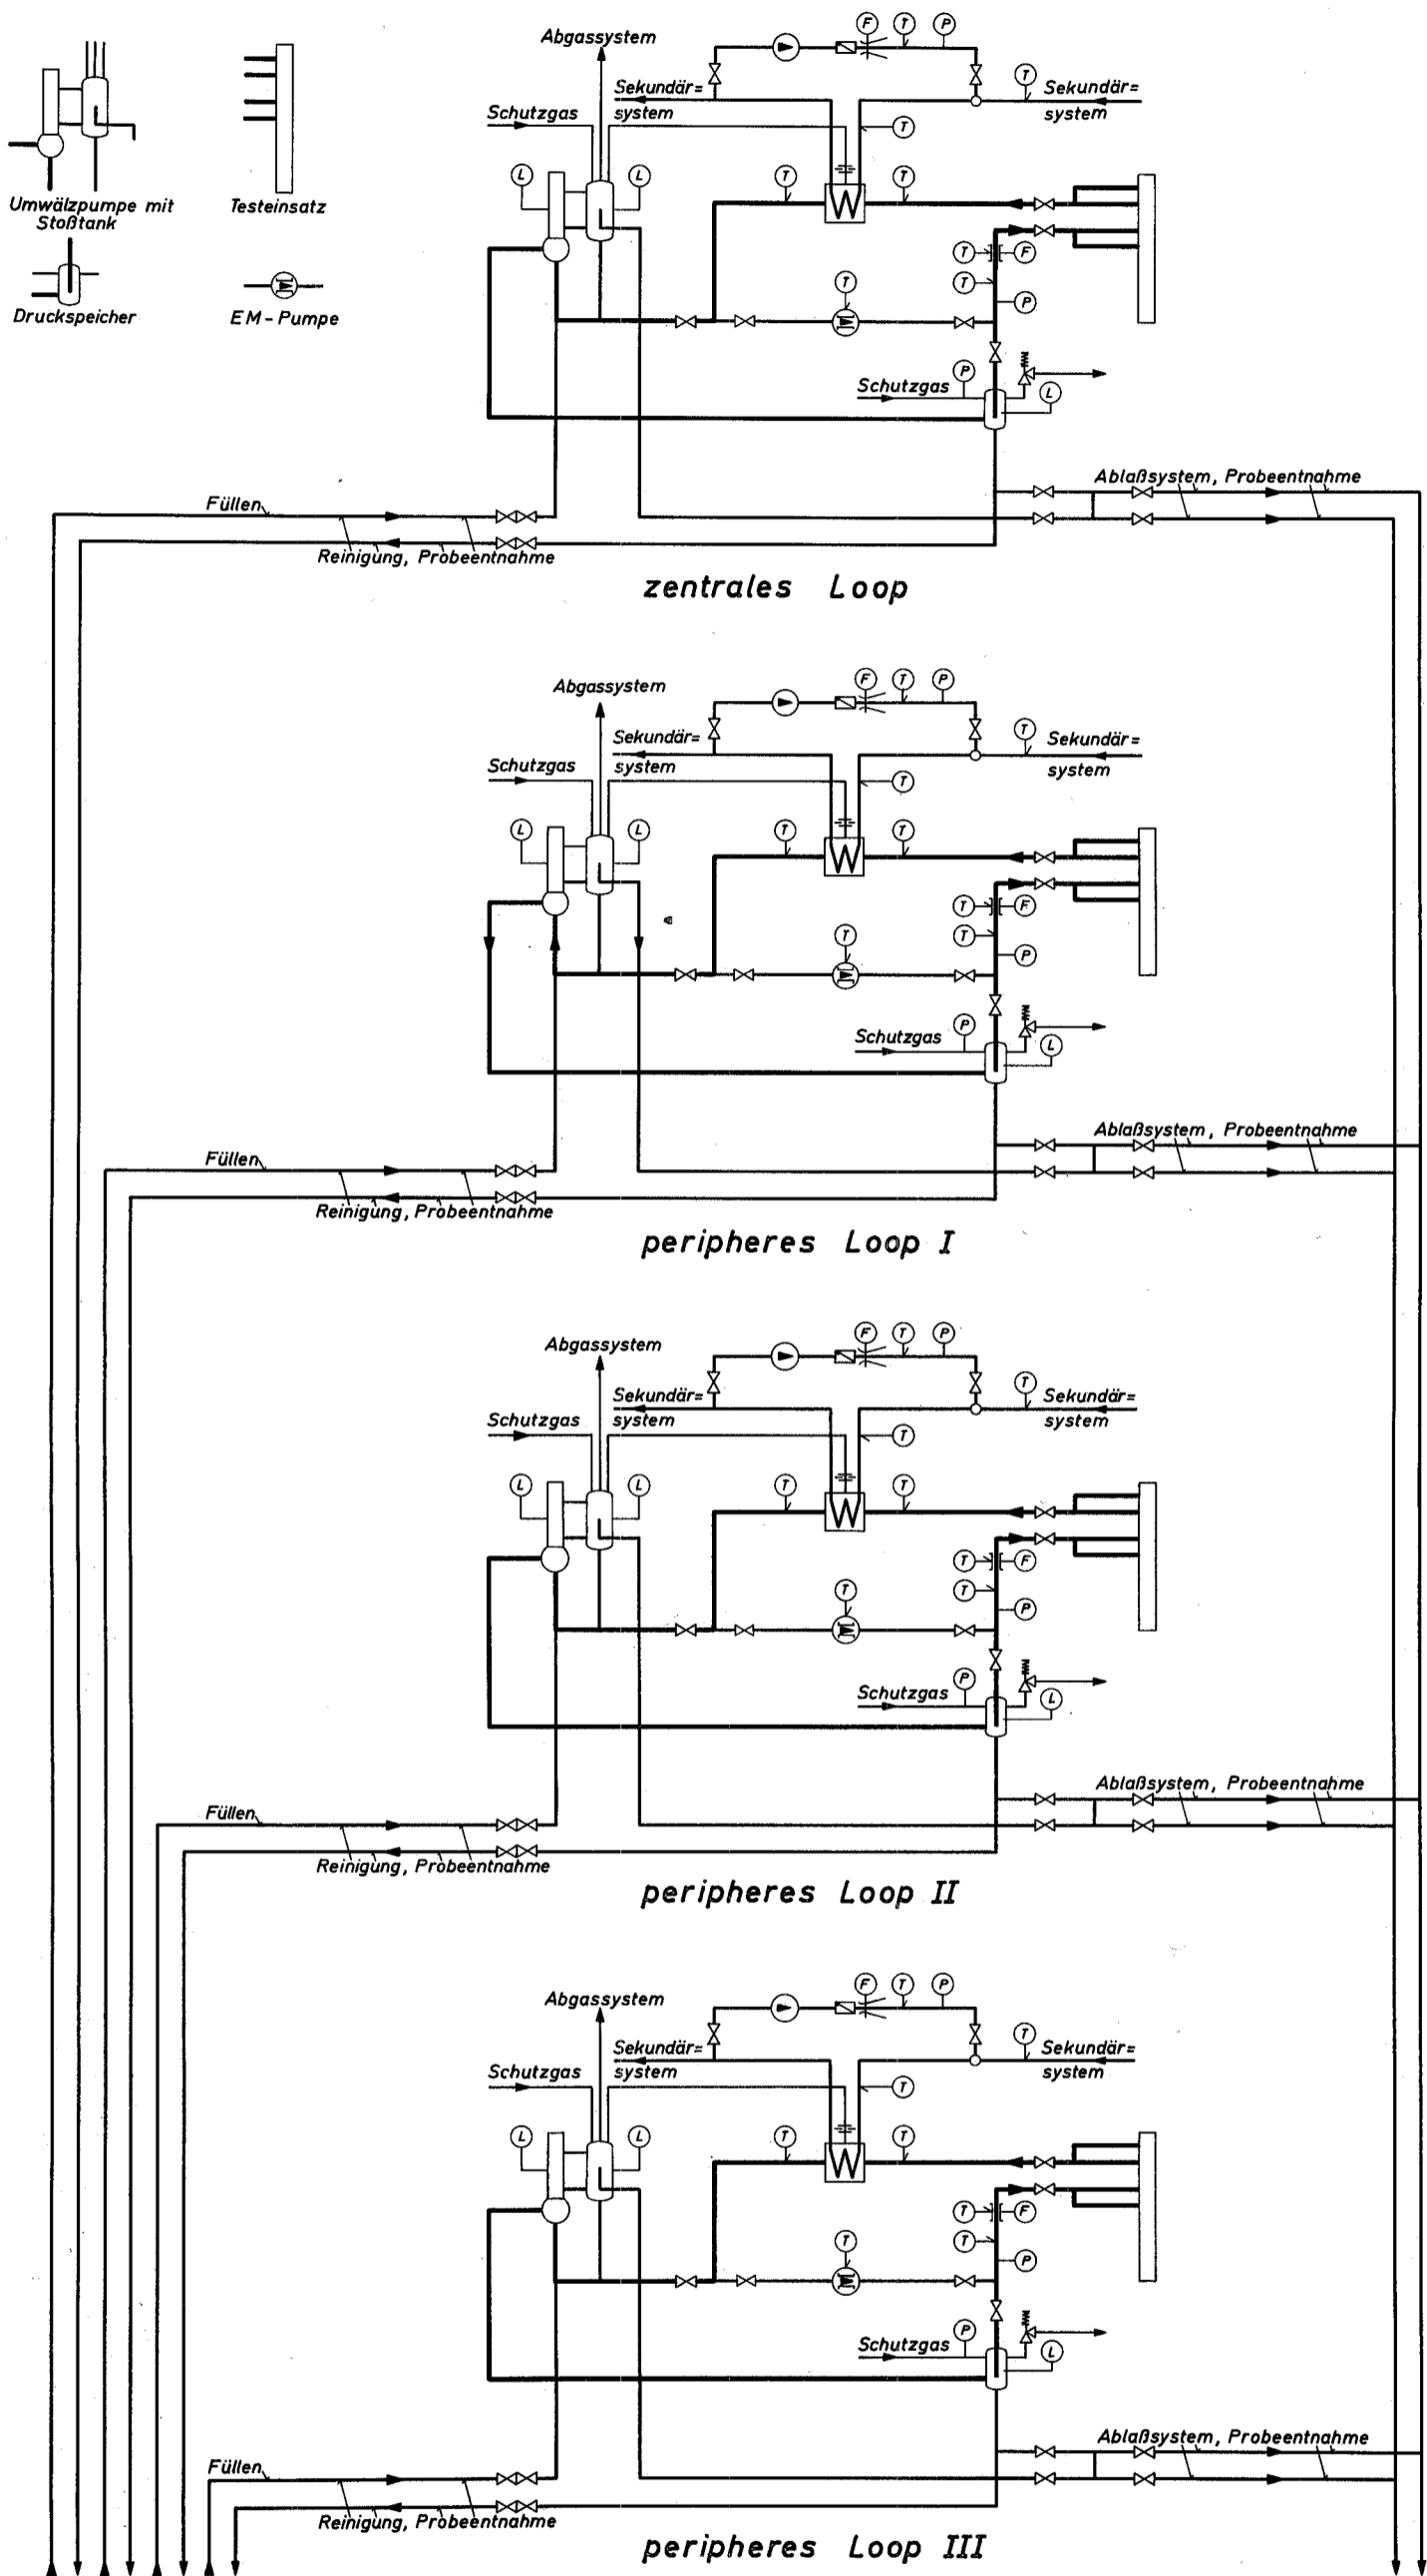 Umwälzpumpe mit
Stoßtank
Testeinsatz
Druckspeicher
EM-Pumpe
Abgassystem
F
T
P
Sekundär=
system
T
Sekundär=
system
Schutzgas
T
L
L
T
T
T
F
T
T
P
Schutzgas
P
L
Füllen
Reinigung, Probeentnahme
Ablaßsystem, Probeentnahme
zentrales Loop
Abgassystem
F
T
P
Sekundär=
system
T
Sekundär=
system
Schutzgas
T
L
L
T
T
T
F
T
T
P
Schutzgas
P
L
Füllen
Reinigung, Probeentnahme
Ablaßsystem, Probeentnahme
peripheres Loop I
Abgassystem
F
T
P
Sekundär=
system
T
Sekundär=
system
Schutzgas
T
L
L
T
T
T
F
T
T
P
Schutzgas
P
L
Füllen
Reinigung, Probeentnahme
Ablaßsystem, Probeentnahme
peripheres Loop II
Abgassystem
F
T
P
Sekundär=
system
T
Sekundär=
system
Schutzgas
T
L
L
T
T
T
F
T
T
P
Schutzgas
P
L
Füllen
Reinigung, Probeentnahme
Ablaßsystem, Probeentnahme
peripheres Loop III